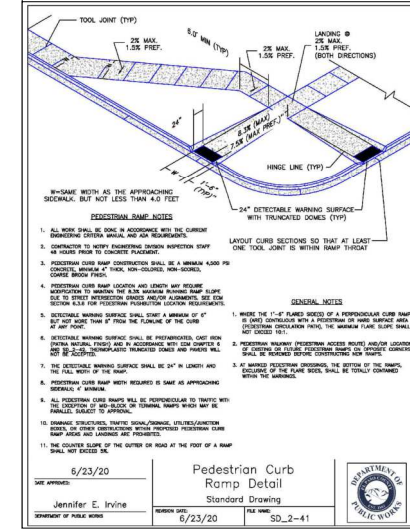 TOOL JOINT (TYP)
2% MAX.
1.5% PREF.
5.0' MIN (TYP)
2% MAX.
1.5% PREF.
LANDING @
2% MAX.
1.5% PREF.
(BOTH DIRECTIONS)
24"
8.3% (MAX)
7.5% (MAX PREF.)
HINGE LINE (TYP)
W
1'-6"
(TYP)
W=SAME WIDTH AS THE APPROACHING
SIDEWALK. BUT NOT LESS THAN 4.0 FEET
24" DETECTABLE WARNING SURFACE
WITH TRUNCATED DOMES (TYP)
LAYOUT CURB SECTIONS SO THAT AT LEAST
ONE TOOL JOINT IS WITHIN RAMP THROAT
PEDESTRIAN RAMP NOTES
1. ALL WORK SHALL BE DONE IN ACCORDANCE WITH THE CURRENT
ENGINEERING CRITERIA MANUAL AND ADA REQUIREMENTS.
2. CONTRACTOR TO NOTIFY ENGINEERING DIVISION INSPECTION STAFF
48 HOURS PRIOR TO CONCRETE PLACEMENT.
3. PEDESTRIAN CURB RAMP CONSTRUCTION SHALL BE A MINIMUM 4,500 PSI
CONCRETE, MINIMUM 4" THICK, NON-COLORED, NON-SCORED,
COARSE BROOM FINISH.
4. PEDESTRIAN CURB RAMP LOCATION AND LENGTH MAY REQUIRE
MODIFICATION TO MAINTAIN THE 8.3% MAXIMUM RUNNING RAMP SLOPE
DUE TO STREET INTERSECTION GRADES AND/OR ALIGNMENTS. SEE ECM
SECTION 6.3.8 FOR PEDESTRIAN PUSHBUTTON LOCATION REQUIREMENTS.
5. DETECTABLE WARNING SURFACE SHALL START A MINIMUM OF 6"
BUT NOT MORE THAN 8" FROM THE FLOWLINE OF THE CURB
AT ANY POINT.
6. DETECTABLE WARNING SURFACE SHALL BE PREFABRICATED, CAST IRON
(PATINA NATURAL FINISH) AND IN ACCORDANCE WITH ECM CHAPTER 6
AND SD_2-42. THERMOPLASTIC TRUNCATED DOMES AND PAVERS WILL
NOT BE ACCEPTED.
7. THE DETECTABLE WARNING SURFACE SHALL BE 24" IN LENGTH AND
THE FULL WIDTH OF THE RAMP.
8. PEDESTRIAN CURB RAMP WIDTH REQUIRED IS SAME AS APPROACHING
SIDEWALK; 4' MINIMUM.
9. ALL PEDESTRIAN CURB RAMPS WILL BE PERPENDICULAR TO TRAFFIC WITH
THE EXCEPTION OF MID-BLOCK OR TERMINAL RAMPS WHICH MAY BE
PARALLEL SUBJECT TO APPROVAL.
10. DRAINAGE STRUCTURES, TRAFFIC SIGNAL/SIGNAGE, UTILITIES/JUNCTION
BOXES, OR OTHER OBSTRUCTIONS WITHIN PROPOSED PEDESTRIAN CURB
RAMP AREAS AND LANDINGS ARE PROHIBITED.
11. THE COUNTER SLOPE OF THE GUTTER OR ROAD AT THE FOOT OF A RAMP
SHALL NOT EXCEED 5%.
GENERAL NOTES
1. WHERE THE 1'-6" FLARED SIDE(S) OF A PERPENDICULAR CURB RAMP
IS (ARE) CONTIGUOUS WITH A PEDESTRIAN OR HARD SURFACE AREA
(PEDESTRIAN CIRCULATION PATH), THE MAXIMUM FLARE SLOPE SHALL
NOT EXCEED 10:1.
2. PEDESTRIAN WALKWAY (PEDESTRIAN ACCESS ROUTE) AND/OR LOCATION
OF EXISTING OR FUTURE PEDESTRIAN RAMPS ON OPPOSITE CORNERS
SHALL BE REVIEWED BEFORE CONSTRUCTING NEW RAMPS.
3. AT MARKED PEDESTRIAN CROSSINGS, THE BOTTOM OF THE RAMPS,
EXCLUSIVE OF THE FLARE SIDES, SHALL BE TOTALLY CONTAINED
WITHIN THE MARKINGS.
6/23/20
DATE APPROVED:
Jennifer E. Irvine
DEPARTMENT OF PUBLIC WORKS
Pedestrian Curb
Ramp Detail
Standard Drawing
REVISION DATE:
6/23/20
FILE NAME:
SD_2-41
DEPARTMENT OF
PUBLIC WORKS